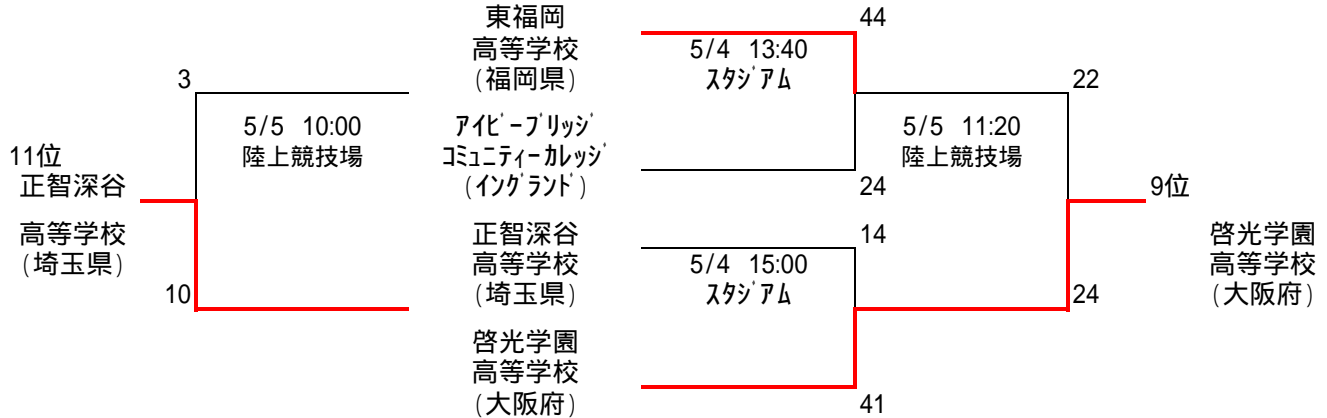 東福岡
高等学校
(福岡県)
44
5/4 13:40
スタジアム
3
22
5/5 10:00
陸上競技場
アイビーブリッジ
コミュニティーカレッジ
(イングランド)
5/5 11:20
陸上競技場
11位
正智深谷
高等学校
(埼玉県)
24
9位
啓光学園
高等学校
(大阪府)
正智深谷
高等学校
(埼玉県)
14
5/4 15:00
スタジアム
10
24
啓光学園
高等学校
(大阪府)
41